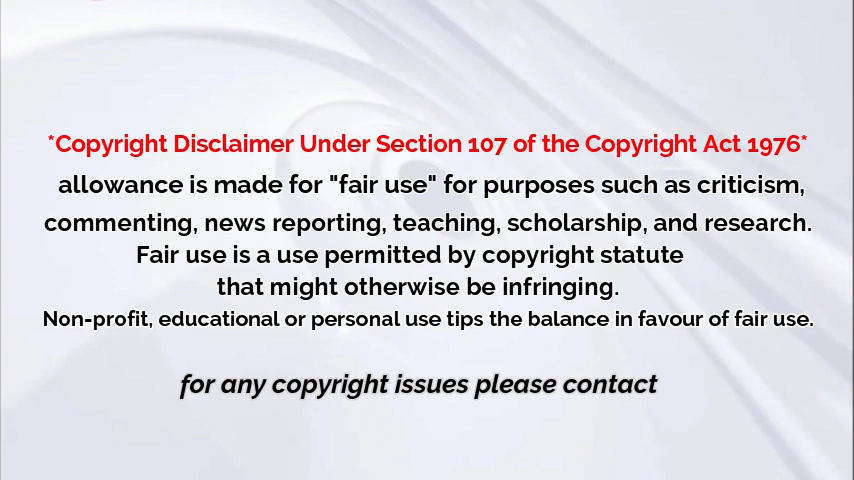 *Copyright Disclaimer Under Section 107 of the Copyright Act 1976*
allowance is made for "fair use" for purposes such as criticism,
commenting, news reporting, teaching, scholarship, and research.
Fair use is a use permitted by copyright statute
that might otherwise be infringing.
Non-profit, educational or personal use tips the balance in favour of fair use.
for any copyright issues please contact